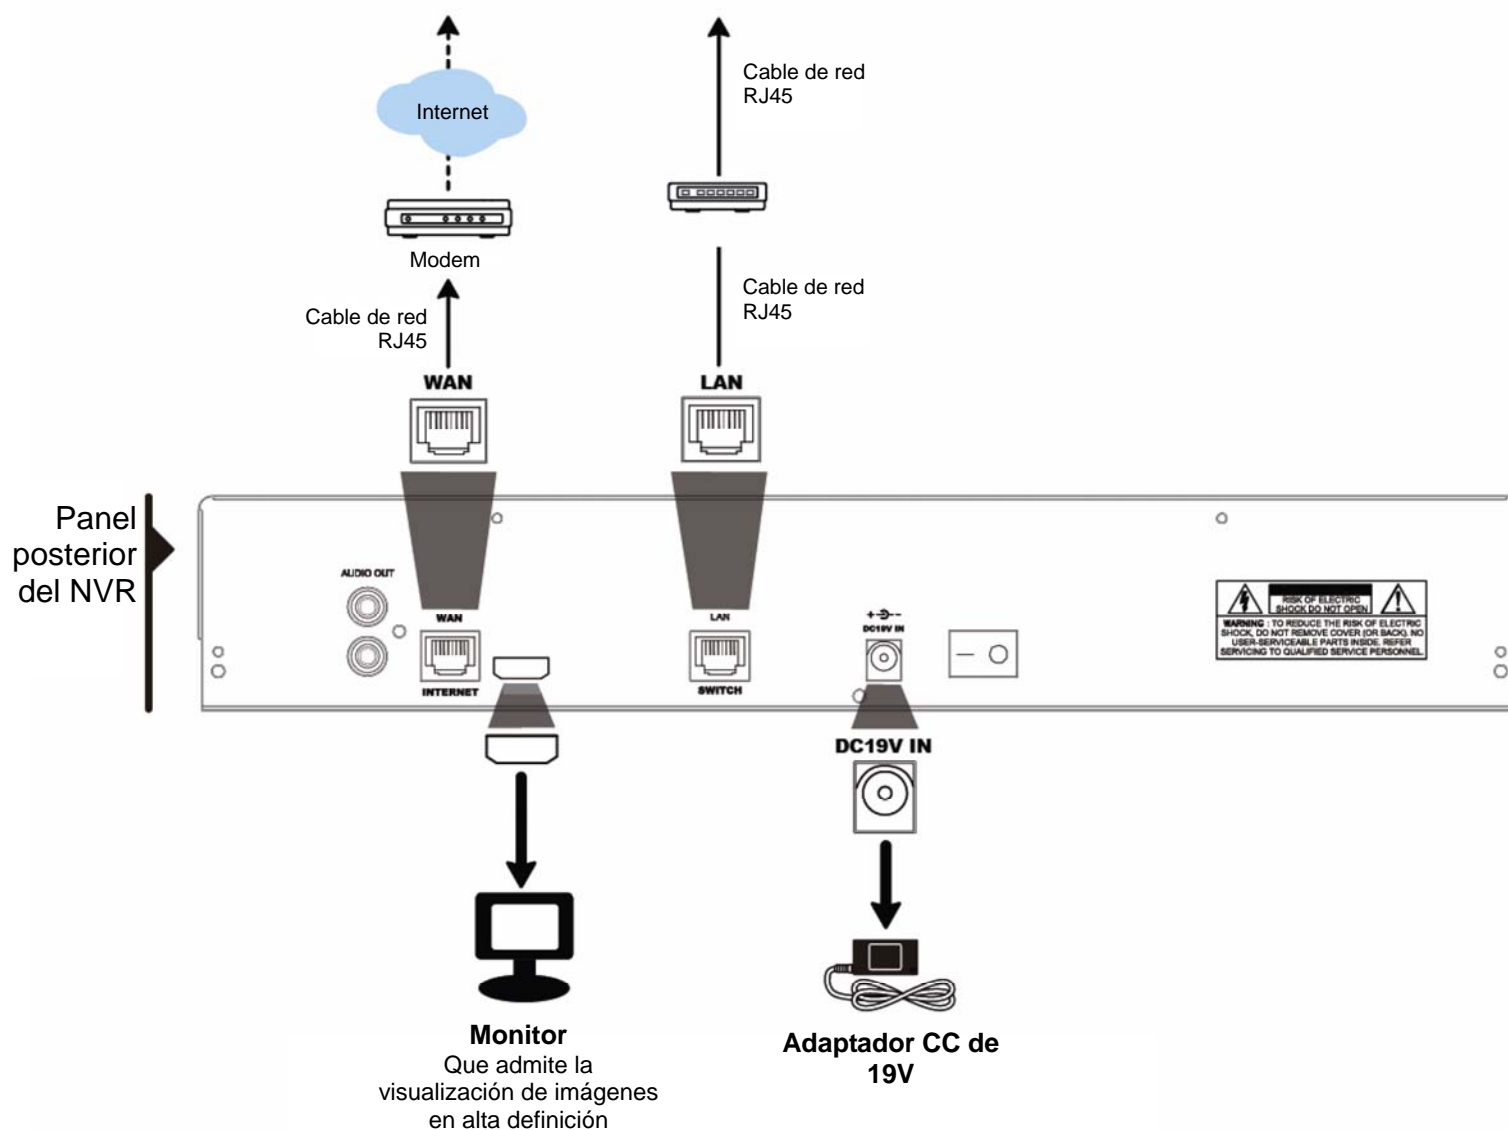 Internet
Cable de red
RJ45
Modem
Cable de red
RJ45
Cable de red
RJ45
WAN
LAN
Panel
posterior
del NVR
AUDIO OUT
WAN
INTERNET
LAN
SWITCH
DC19V IN
RISK OF ELECTRIC
SHOCK DO NOT OPEN
WARNING : TO REDUCE THE RISK OF ELECTRIC
SHOCK, DO NOT REMOVE COVER (OR BACK). NO
USER-SERVICEABLE PARTS INSIDE. REFER
SERVICING TO QUALIFIED SERVICE PERSONNEL.
DC19V IN
Monitor
Que admite la
visualización de imágenes
en alta definición
Adaptador CC de
19V